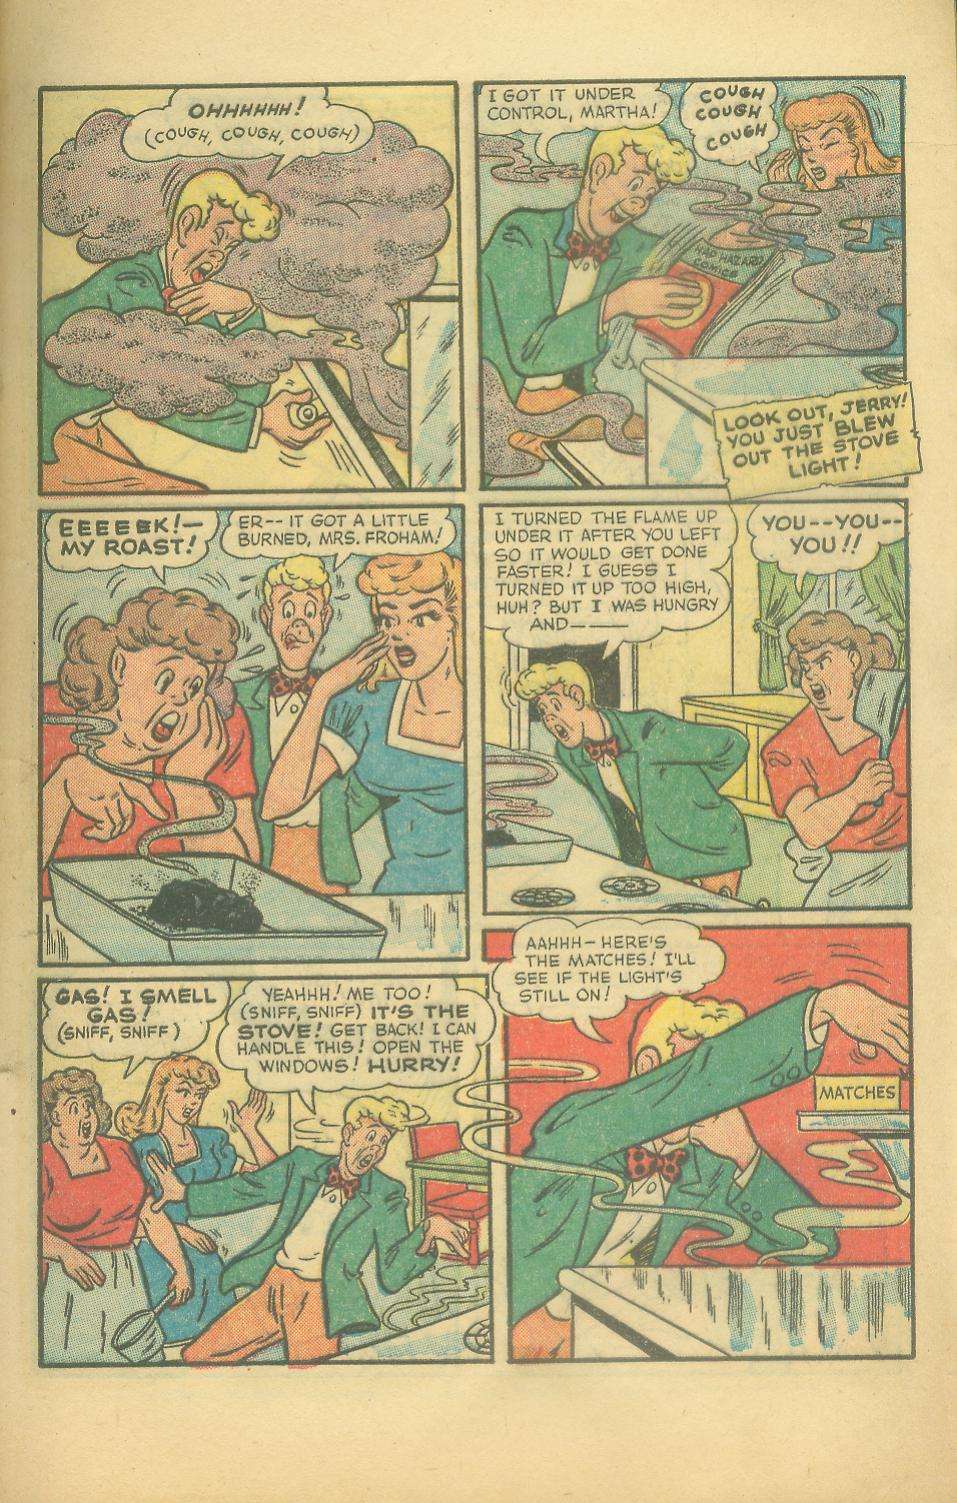 OHHHHHH!
(COUGH, COUGH, COUGH)
I GOT IT UNDER
CONTROL, MARTHA!
COUGH
COUGH
COUGH
HAP HAZARD
COMICS
LOOK OUT, JERRY!
YOU JUST BLEW
OUT THE STOVE
LIGHT!
EEEEEK!—
MY ROAST!
ER-- IT GOT A LITTLE
BURNED, MRS. FROHAM!
I TURNED THE FLAME UP
UNDER IT AFTER YOU LEFT
SO IT WOULD GET DONE
FASTER! I GUESS I
TURNED IT UP TOO HIGH,
HUH? BUT I WAS HUNGRY
AND———
YOU--YOU--
YOU!!
GAS! I SMELL
GAS!
(SNIFF, SNIFF)
YEAHHH! ME TOO!
(SNIFF, SNIFF) IT'S THE
STOVE! GET BACK! I CAN
HANDLE THIS! OPEN THE
WINDOWS! HURRY!
AAHHH—HERE'S
THE MATCHES! I'LL
SEE IF THE LIGHT'S
STILL ON!
MATCHES